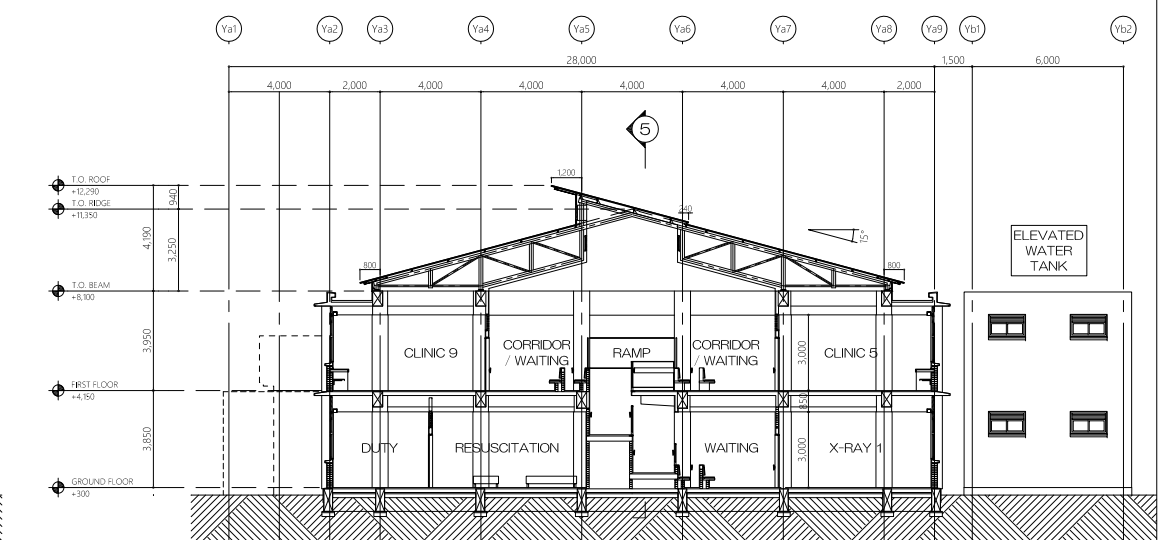 Ya1 Ya2 Ya3 Ya4 Ya5 Ya6 Ya7 Ya8 Ya9 Yb1 Yb2
28,000 1,500 6,000
4,000 2,000 4,000 4,000 4,000 4,000 4,000 2,000
5
T.O. ROOF
+12,290
T.O. RIDGE
+11,350
T.O. BEAM
+8,100
FIRST FLOOR
+4,150
GROUND FLOOR
+300
940
4,190
3,250
3,950
3,850
1,200
240
15°
800
800
ELEVATED
WATER
TANK
CLINIC 9
CORRIDOR
/ WAITING
RAMP
CORRIDOR
/ WAITING
CLINIC 5
3,000
850
3,000
DUTY
RESUSCITATION
WAITING
X-RAY 1